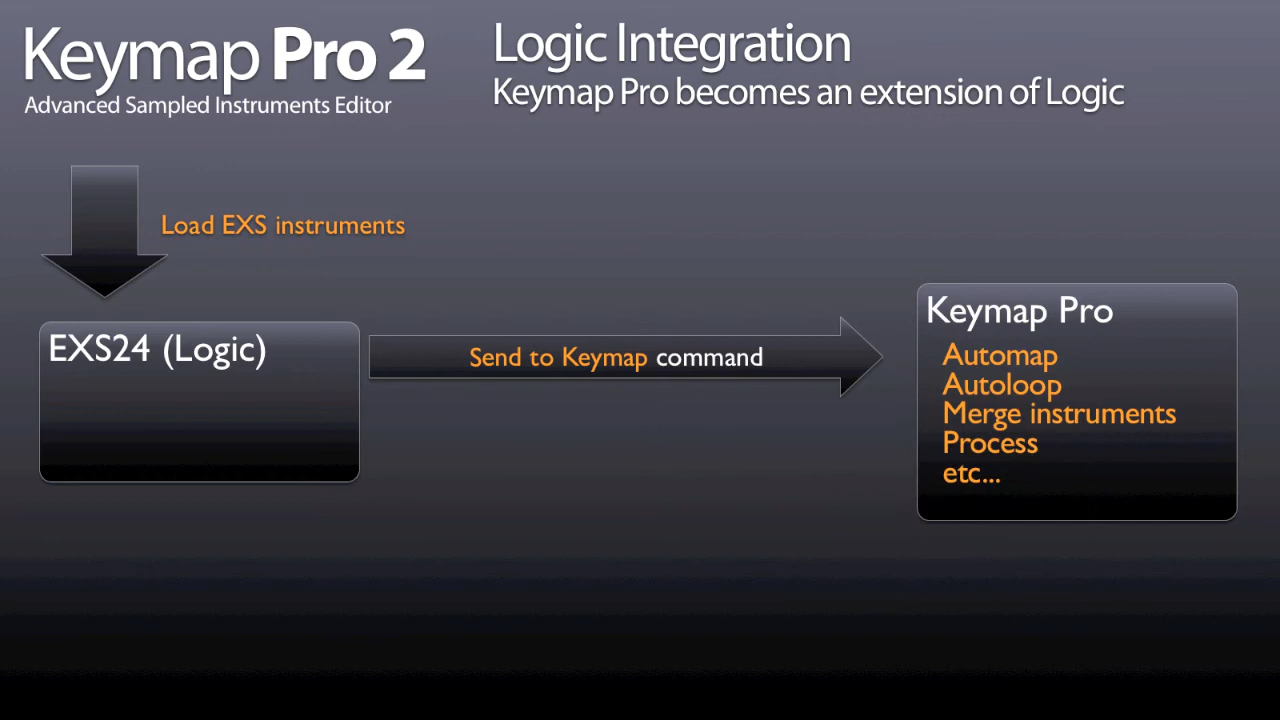 Keymap Pro 2
Advanced Sampled Instruments Editor
Logic Integration
Keymap Pro becomes an extension of Logic
Load EXS instruments
EXS24 (Logic)
Send to Keymap command
Keymap Pro
Automap
Autoloop
Merge instruments
Process
etc...